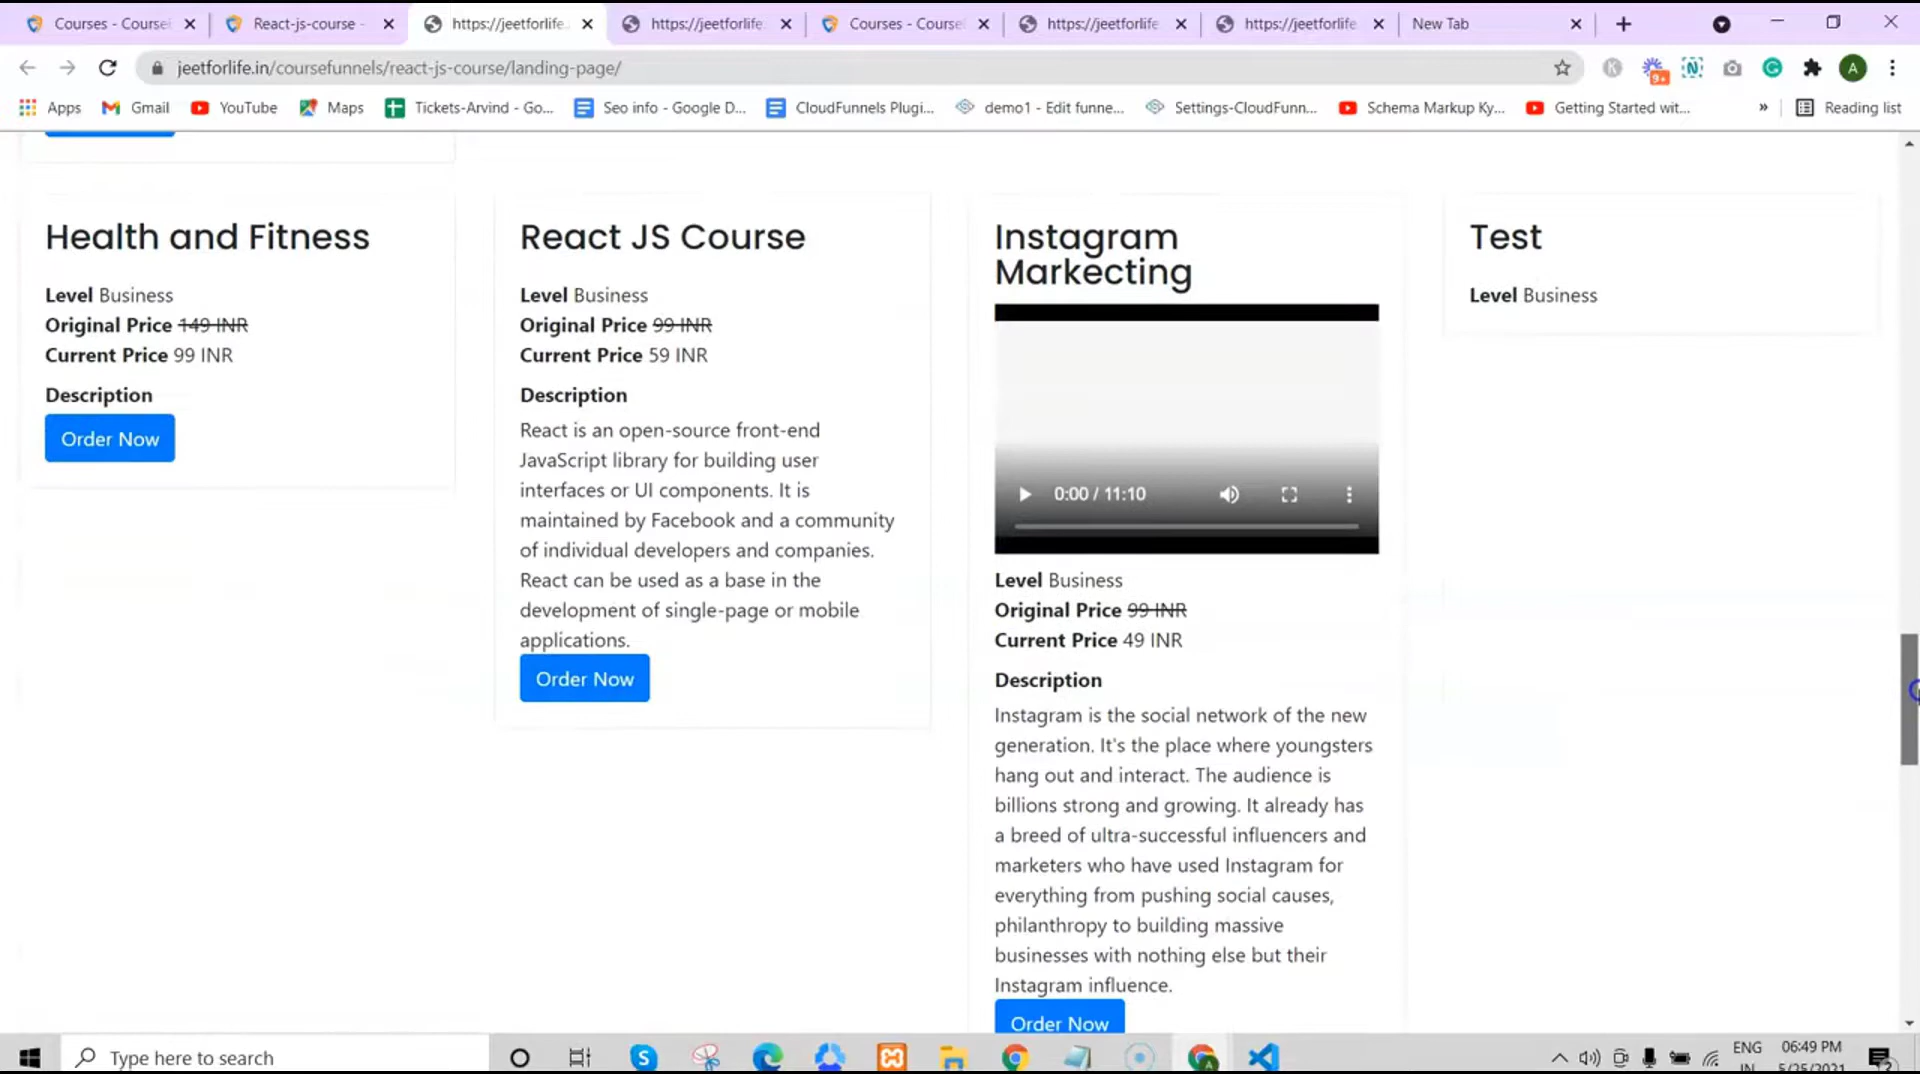 Courses - Course
React-js-course -
https://jeetforlife.
https://jeetforlife.
Courses - Course
https://jeetforlife.
https://jeetforlife.
New Tab
jeetforlife.in/coursefunnels/react-js-course/landing-page/
9+
A
Apps
Gmail
YouTube
Maps
Tickets-Arvind - Go...
Seo info - Google D...
CloudFunnels Plugi...
demo1 - Edit funne...
Settings-CloudFunn...
Schema Markup Ky...
Getting Started wit...
»
Reading list
Health and Fitness
Level Business
Original Price 149 INR
Current Price 99 INR
Description
Order Now
React JS Course
Level Business
Original Price 99 INR
Current Price 59 INR
Description
React is an open-source front-end
JavaScript library for building user
interfaces or UI components. It is
maintained by Facebook and a community
of individual developers and companies.
React can be used as a base in the
development of single-page or mobile
applications.
Order Now
Instagram
Markecting
0:00 / 11:10
Level Business
Original Price 99 INR
Current Price 49 INR
Description
Instagram is the social network of the new
generation. It's the place where youngsters
hang out and interact. The audience is
billions strong and growing. It already has
a breed of ultra-successful influencers and
marketers who have used Instagram for
everything from pushing social causes,
philanthropy to building massive
businesses with nothing else but their
Instagram influence.
Order Now
Test
Level Business
Type here to search
ENG
IN
06:49 PM
5/25/2021